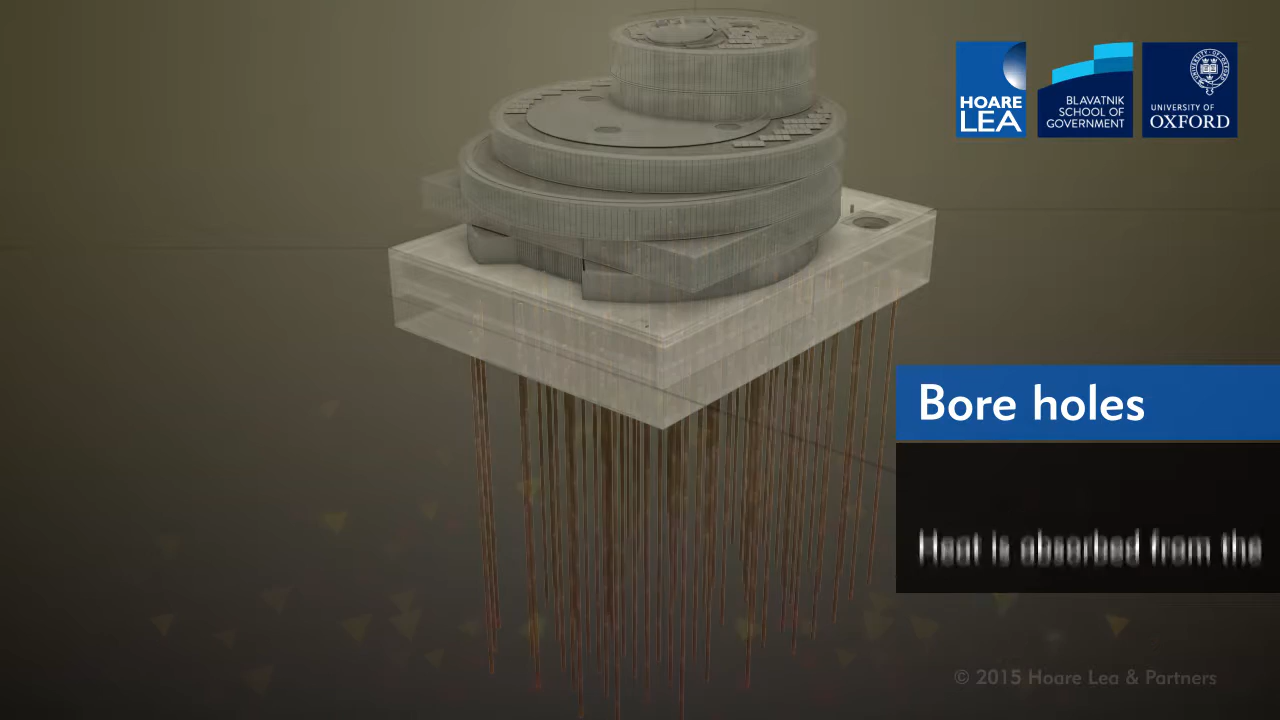 HOARE
LEA
BLAVATNIK
SCHOOL OF
GOVERNMENT
UNIVERSITY OF
OXFORD
Bore holes
Heat is absorbed from the
© 2015 Hoare Lea & Partners